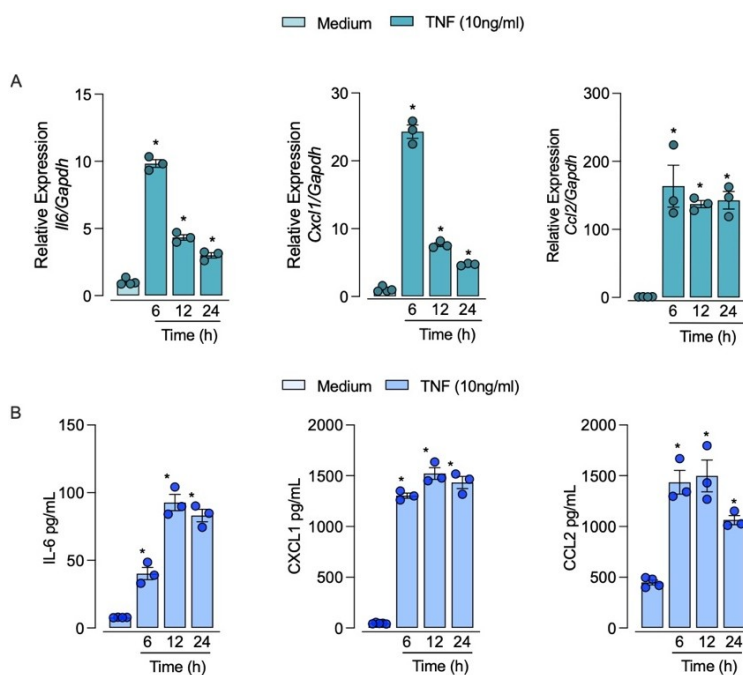 Medium TNF (10ng/ml)
A
Relative Expression
Il6/Gapdh
15
10
5
0
*
*
*
6 12 24
Time (h)
Relative Expression
Cxcl1/Gapdh
30
20
10
0
*
*
*
6 12 24
Time (h)
Relative Expression
Ccl2/Gapdh
300
200
100
0
*
*
*
6 12 24
Time (h)
Medium TNF (10ng/ml)
B
IL-6 pg/mL
150
100
50
0
*
*
*
6 12 24
Time (h)
CXCL1 pg/mL
2000
1500
1000
500
0
*
*
*
6 12 24
Time (h)
CCL2 pg/mL
2000
1500
1000
500
0
*
*
*
6 12 24
Time (h)